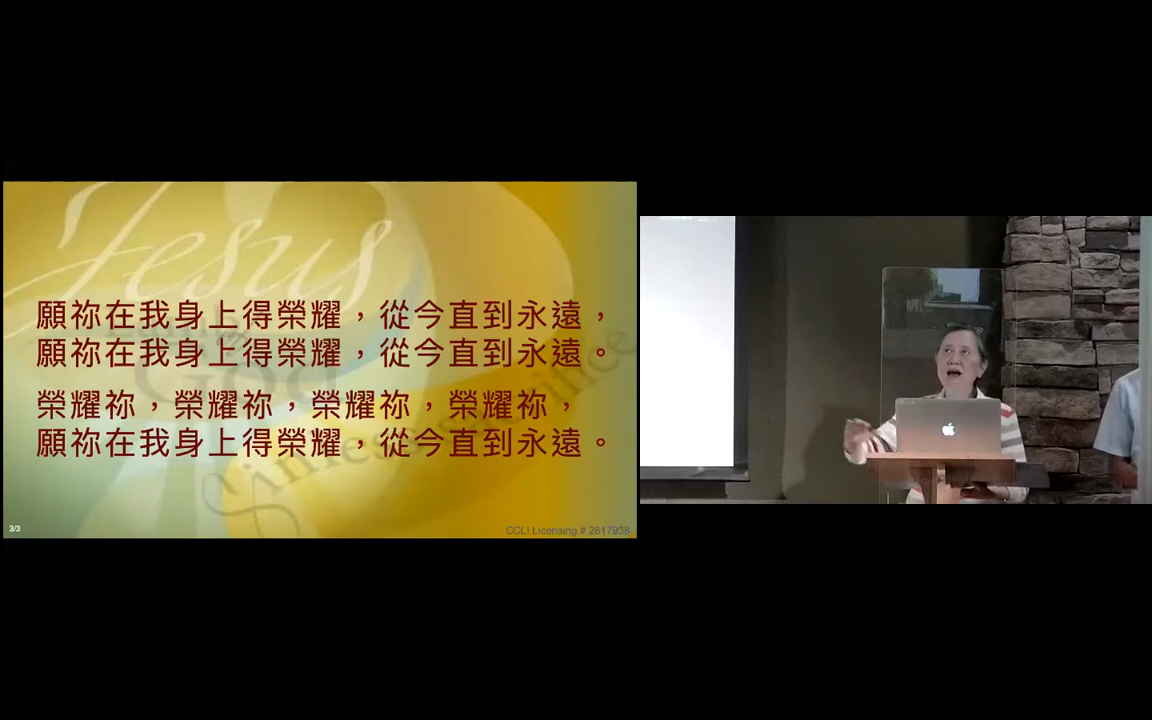 Jesus
願祢在我身上得榮耀，從今直到永遠，
願祢在我身上得榮耀，從今直到永遠。
榮耀祢，榮耀祢，榮耀祢，榮耀祢，
願祢在我身上得榮耀，從今直到永遠。
3/3
CCLI Licensing # 2817938